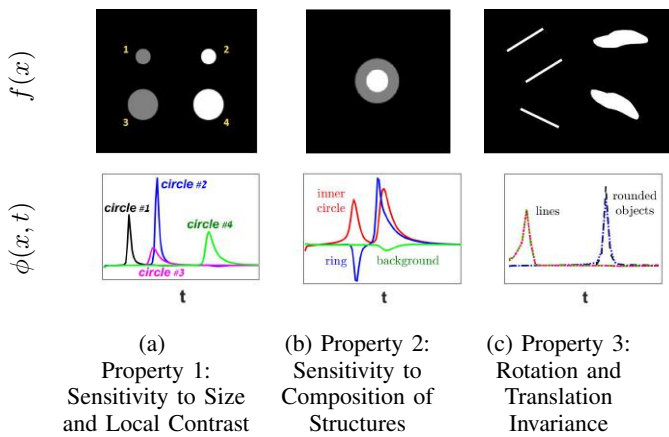 f(x)
1
2
3
4
ϕ(x, t)
circle #1
circle #2
circle #3
circle #4
t
inner
circle
ring
background
t
lines
rounded
objects
t
(a)
Property 1:
Sensitivity to Size
and Local Contrast
(b) Property 2:
Sensitivity to
Composition of
Structures
(c) Property 3:
Rotation and
Translation
Invariance